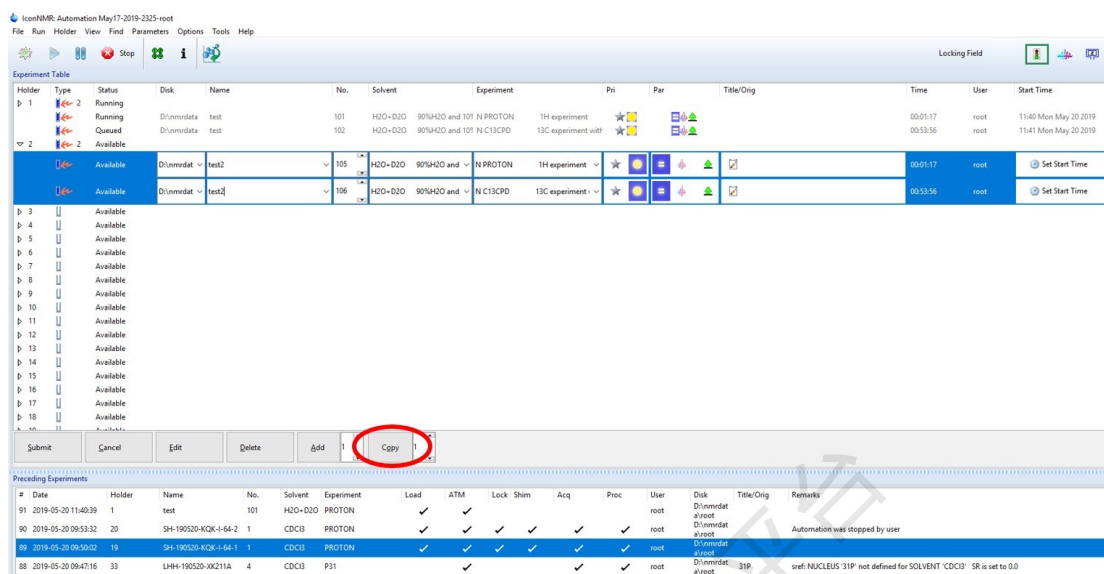 IconNMR: Automation May17-2019-2325-root
File Run Holder View Find Parameters Options Tools Help
Stop i Locking Field
Experiment Table
Holder Type Status Disk Name No. Solvent Experiment Pri Par Title/Orig Time User Start Time
1 2 Running
Running D:\nmrdata test 101 H2O+D2O 90%H2O and 10% N PROTON 1H experiment 00:01:17 root 11:40 Mon May 20 2019
Queued D:\nmrdata test 102 H2O+D2O 90%H2O and 10% N C13CPD 13C experiment with 00:53:56 root 11:41 Mon May 20 2019
2 2 Available
Available D:\nmrdat test2 105 H2O+D2O 90%H2O and N PROTON 1H experiment 00:01:17 root Set Start Time
Available D:\nmrdat test2 106 H2O+D2O 90%H2O and N C13CPD 13C experiment 00:53:56 root Set Start Time
3 Available
4 Available
5 Available
6 Available
7 Available
8 Available
9 Available
10 Available
11 Available
12 Available
13 Available
14 Available
15 Available
16 Available
17 Available
18 Available
Submit Cancel Edit Delete Add 1 Copy 1
Preceding Experiments
# Date Holder Name No. Solvent Experiment Load ATM Lock Shim Acq Proc User Disk Title/Orig Remarks
91 2019-05-20 11:40:39 1 test 101 H2O+D2O PROTON root D:\nmrdat
a\root
90 2019-05-20 09:53:32 20 SH-190520-KQK-I-64-2 1 CDCl3 PROTON root D:\nmrdat Automation was stopped by user
a\root
89 2019-05-20 09:50:02 19 SH-190520-KQK-I-64-1 1 CDCl3 PROTON root D:\nmrdat
a\root
88 2019-05-20 09:47:16 33 LHH-190520-XK211A 4 CDCl3 P31 root D:\nmrdat 31P sref: NUCLEUS '31P' not defined for SOLVENT 'CDCl3' SR is set to 0.0
a\root
平台